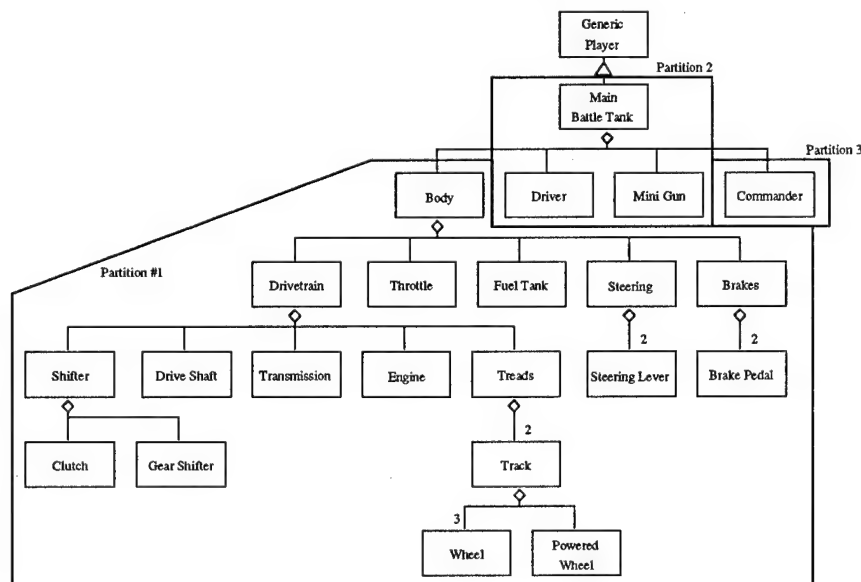 Generic
Player
Partition 2
Main
Battle Tank
Partition 3
Body
Driver
Mini Gun
Commander
Partition #1
Drivetrain
Throttle
Fuel Tank
Steering
Brakes
2
2
Shifter
Drive Shaft
Transmission
Engine
Treads
Steering Lever
Brake Pedal
2
Clutch
Gear Shifter
Track
3
Wheel
Powered
Wheel